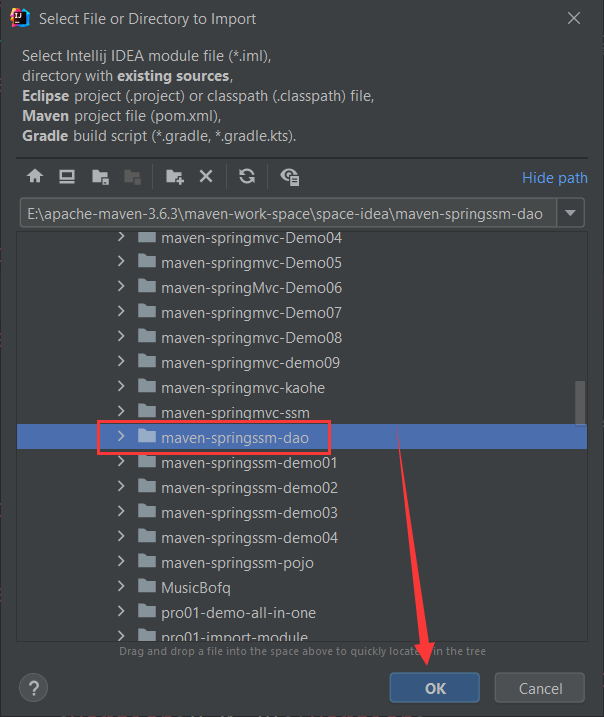 Select File or Directory to Import
Select Intellij IDEA module file (*.iml),
directory with existing sources,
Eclipse project (.project) or classpath (.classpath) file,
Maven project file (pom.xml),
Gradle build script (*.gradle, *.gradle.kts).
Hide path
E:\apache-maven-3.6.3\maven-work-space\space-idea\maven-springssm-dao
maven-springmvc-Demo04
maven-springmvc-Demo05
maven-springMvc-Demo06
maven-springmvc-Demo07
maven-springmvc-Demo08
maven-springmvc-demo09
maven-springmvc-kaohe
maven-springmvc-ssm
maven-springssm-dao
maven-springssm-demo01
maven-springssm-demo02
maven-springssm-demo03
maven-springssm-demo04
maven-springssm-pojo
MusicBofq
pro01-demo-all-in-one
pro01-import-module
Drag and drop a file into the space above to quickly locate it in the tree
?
OK
Cancel